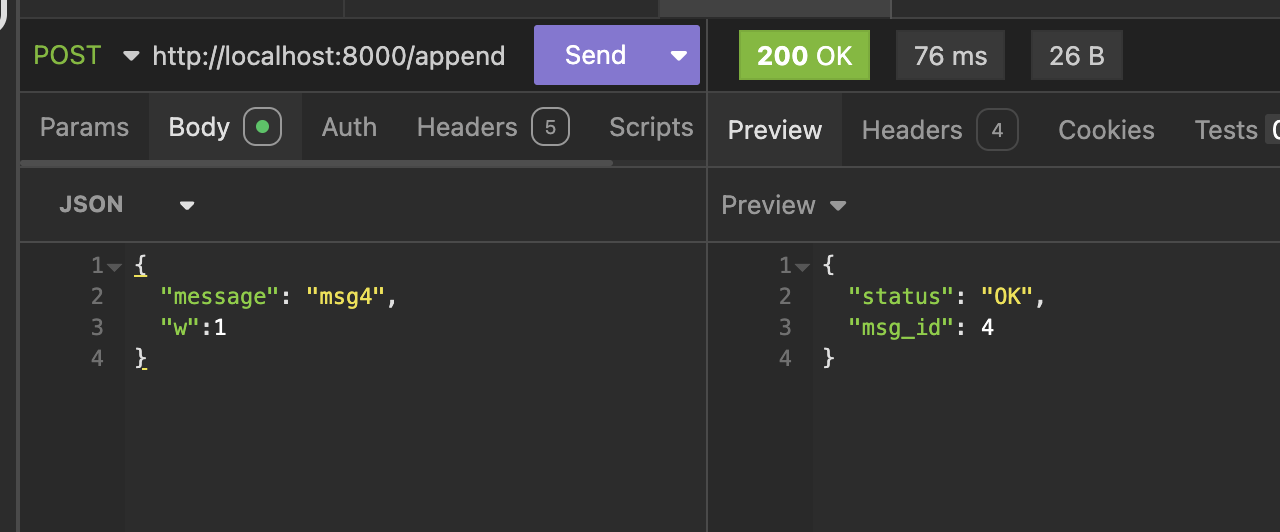 POST http://localhost:8000/append Send
200 OK 76 ms 26 B
Params Body Auth Headers 5 Scripts
Preview Headers 4 Cookies Tests
JSON
1 {
2 "message": "msg4",
3 "w":1
4 }
Preview
1 {
2 "status": "OK",
3 "msg_id": 4
4 }